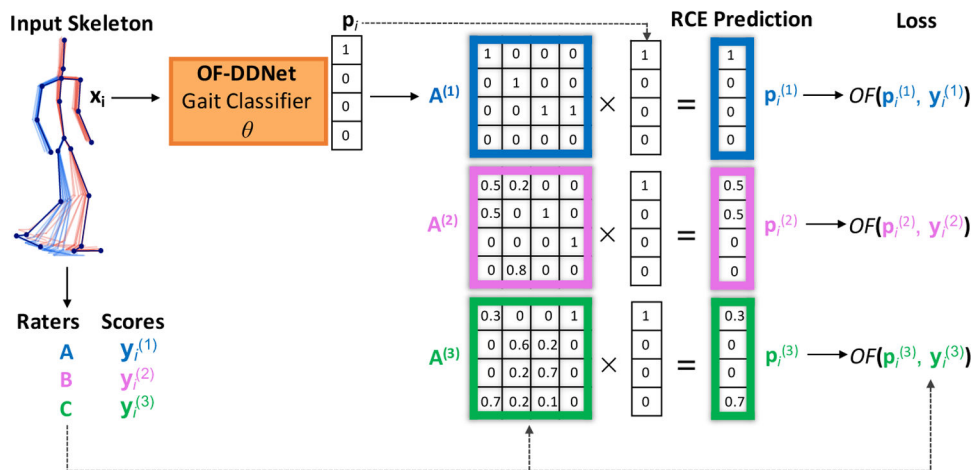 Input Skeleton
x_i
OF-DDNet
Gait Classifier
θ
p_i
1
0
0
0
A^(1)
1 0 0 0
0 1 0 0
0 0 1 1
0 0 0 0
×
1
0
0
0
=
RCE Prediction
1
0
0
0
p_i^(1)
Loss
OF(p_i^(1), y_i^(1))
A^(2)
0.5 0.2 0 0
0.5 0 1 0
0 0 0 1
0 0.8 0 0
×
1
0
0
0
=
0.5
0.5
0
0
p_i^(2)
OF(p_i^(2), y_i^(2))
A^(3)
0.3 0 0 1
0 0.6 0.2 0
0 0.2 0.7 0
0.7 0.2 0.1 0
×
1
0
0
0
=
0.3
0
0
0.7
p_i^(3)
OF(p_i^(3), y_i^(3))
Raters Scores
A y_i^(1)
B y_i^(2)
C y_i^(3)